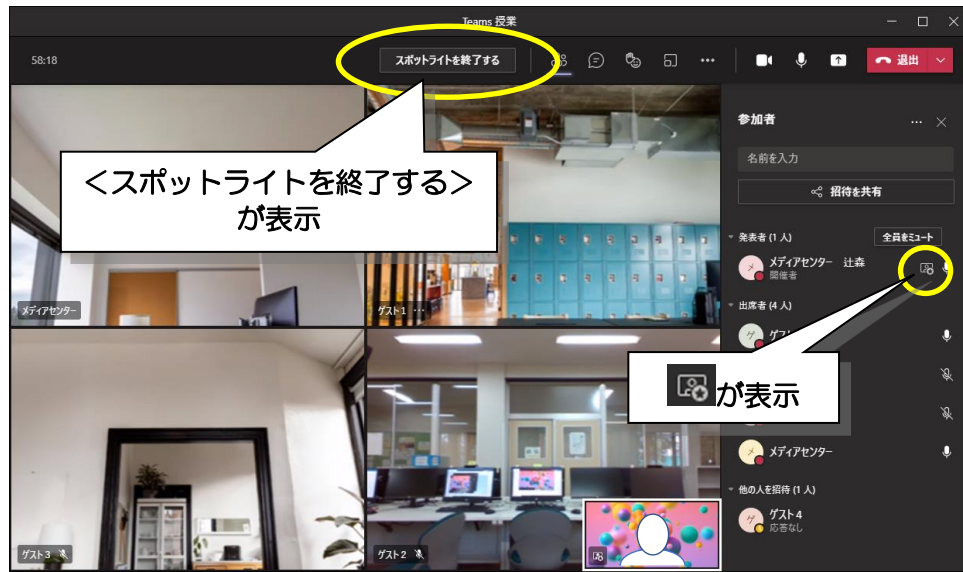 Teams 授業
58:18
スポットライトを終了する
退出
＜スポットライトを終了する＞
が表示
メディアセンター
ゲスト1 …
ゲスト3
ゲスト2
参加者
名前を入力
招待を共有
発表者 (1 人)
全員をミュート
メディアセンター 辻森
開催者
出席者 (4 人)
ゲ
が表示
メディアセンター
他の人を招待 (1 人)
ゲスト4
応答なし